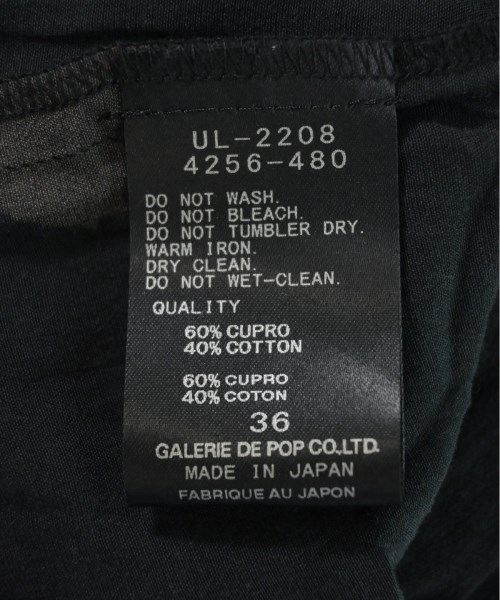 UL-2208
4256-480
DO NOT WASH.
DO NOT BLEACH.
DO NOT TUMBLER DRY.
WARM IRON.
DRY CLEAN.
DO NOT WET-CLEAN.
QUALITY
60% CUPRO
40% COTTON
60% CUPRO
40% COTON
36
GALERIE DE POP CO.LTD.
MADE IN JAPAN
FABRIQUE AU JAPON